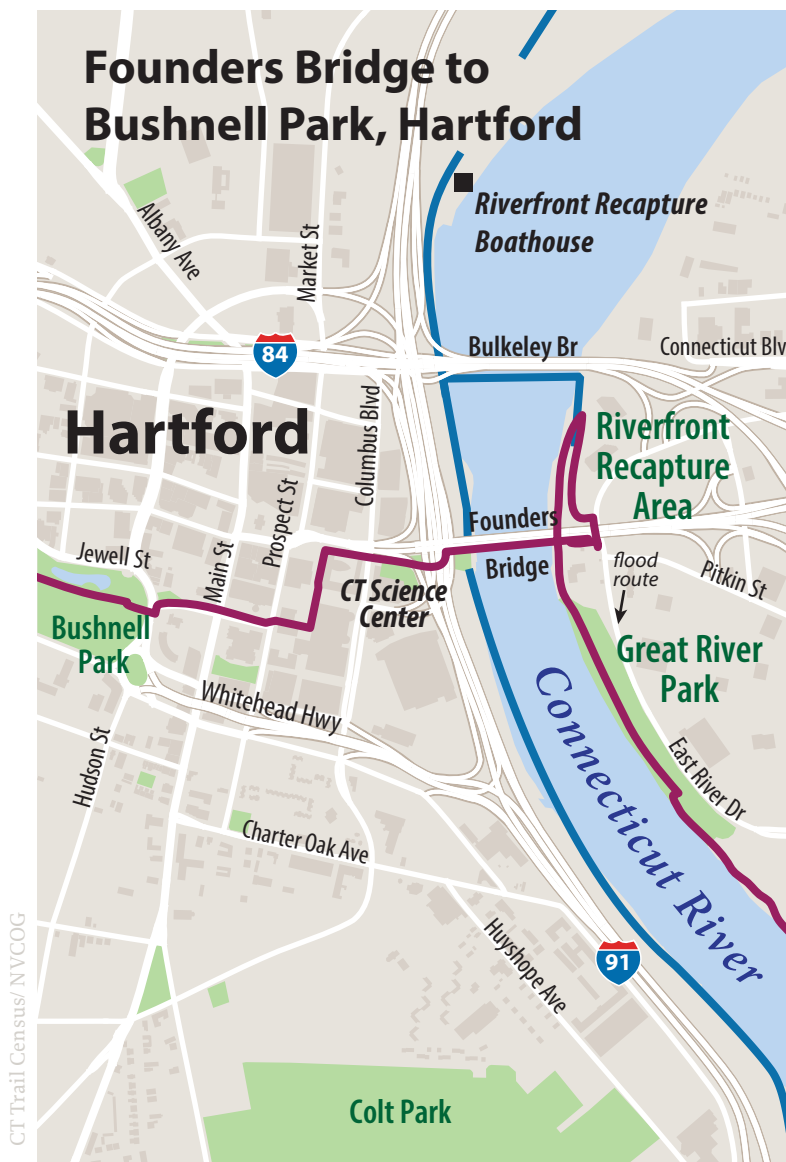 Founders Bridge to
Bushnell Park, Hartford
Riverfront Recapture
Boathouse
Albany Ave
Market St
84
Bulkeley Br
Connecticut Blv
Hartford
Columbus Blvd
Riverfront
Recapture
Area
Prospect St
Founders
Bridge
Jewell St
Main St
CT Science
Center
flood
route
Pitkin St
Bushnell
Park
Great River
Park
Whitehead Hwy
Connecticut River
Hudson St
East River Dr
Charter Oak Ave
Huyshope Ave
91
Colt Park
CT Trail Census/ NVCOG